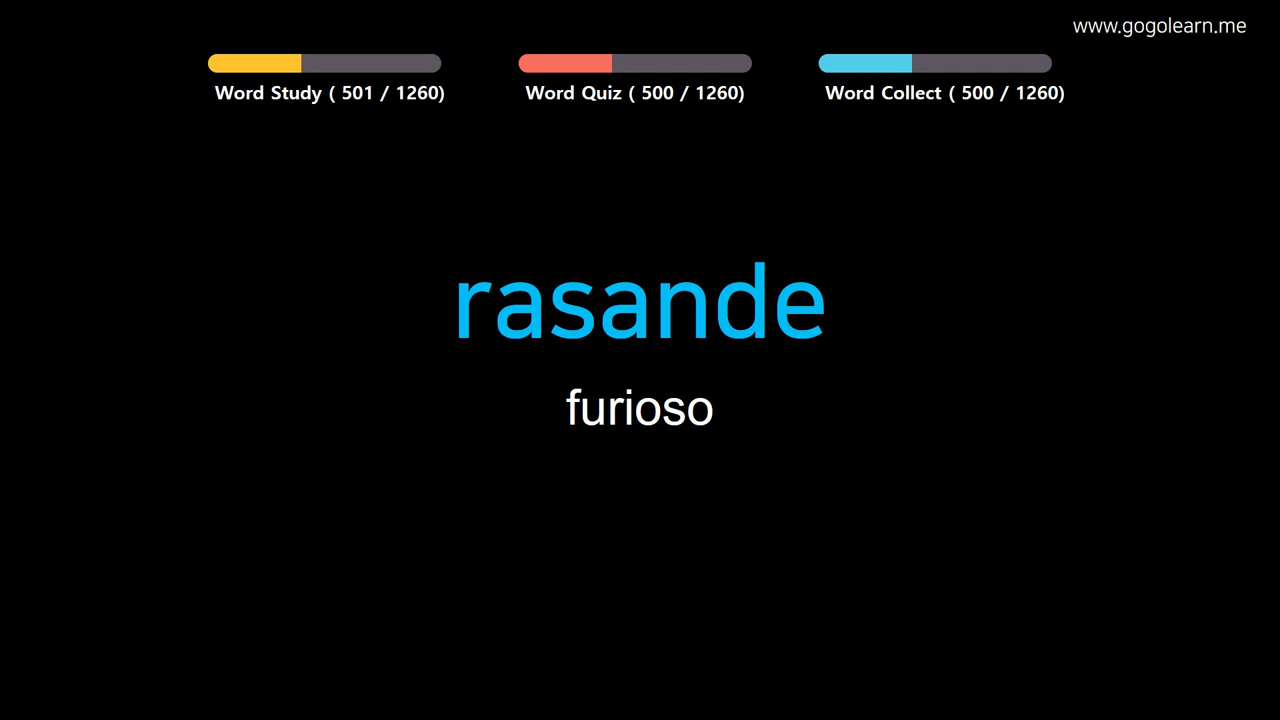 www.gogolearn.me
Word Study ( 501 / 1260)
Word Quiz ( 500 / 1260)
Word Collect ( 500 / 1260)
rasande
furioso